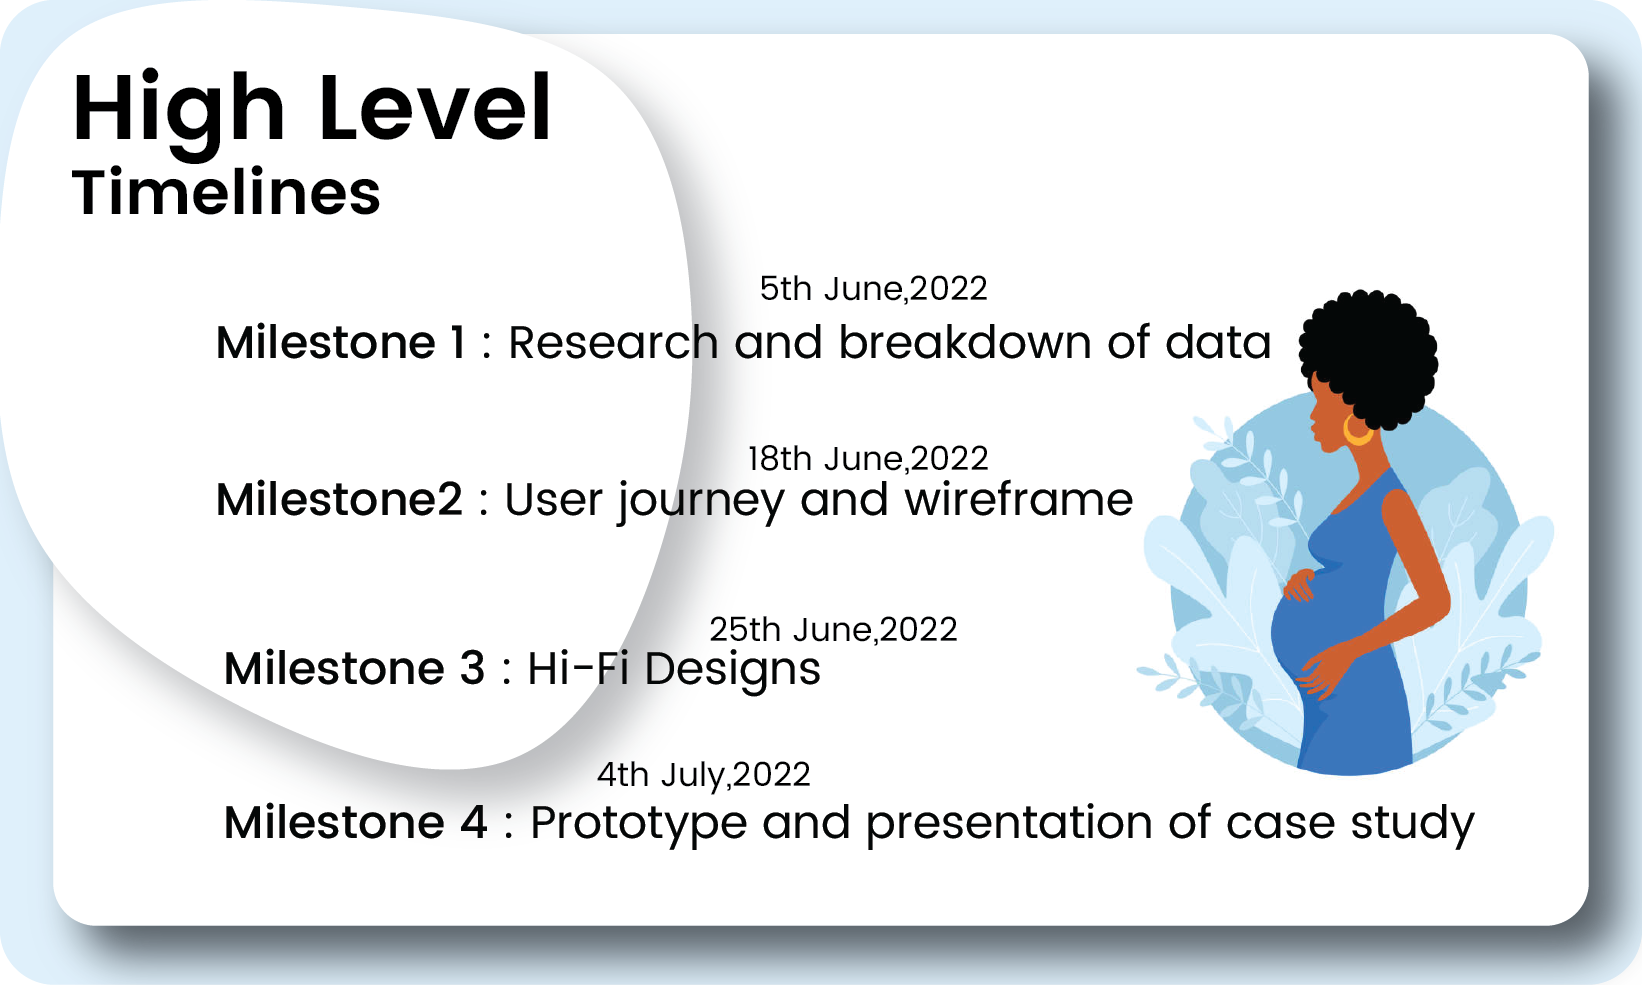 High Level
Timelines
5th June,2022
Milestone 1 : Research and breakdown of data
18th June,2022
Milestone2 : User journey and wireframe
25th June,2022
Milestone 3 : Hi-Fi Designs
4th July,2022
Milestone 4 : Prototype and presentation of case study